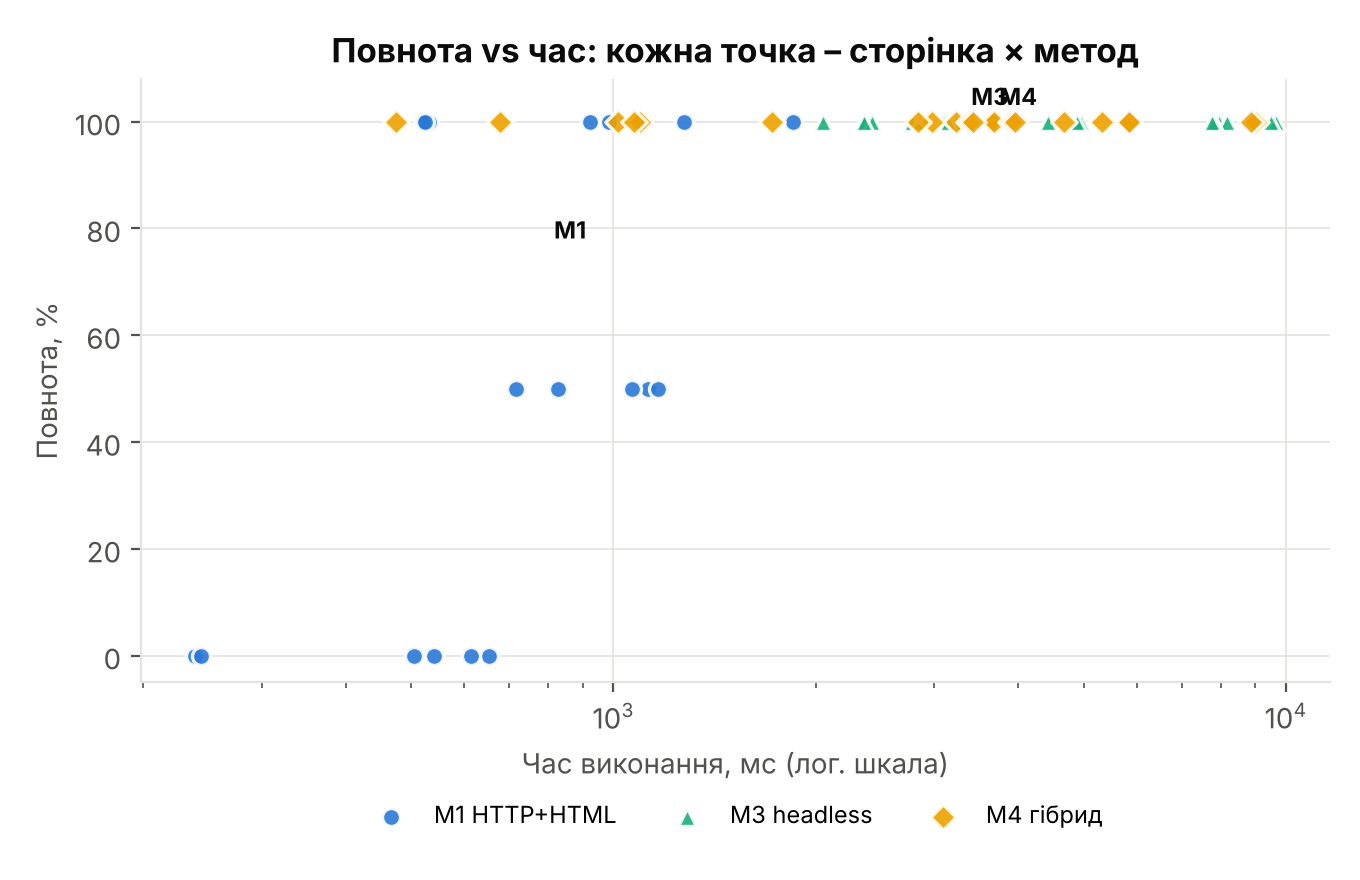 Повнота vs час: кожна точка – сторінка × метод
M3 M4
100
M1
80
60
40
20
0
Повнота, %
10³ 10⁴
Час виконання, мс (лог. шкала)
M1 HTTP+HTML M3 headless M4 гібрид